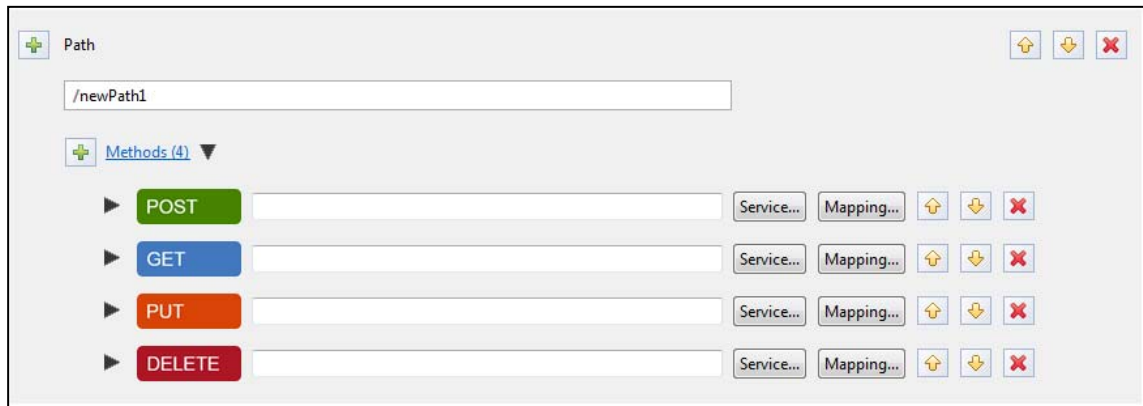 Path
/newPath1
Methods (4)
POST Service... Mapping...
GET Service... Mapping...
PUT Service... Mapping...
DELETE Service... Mapping...